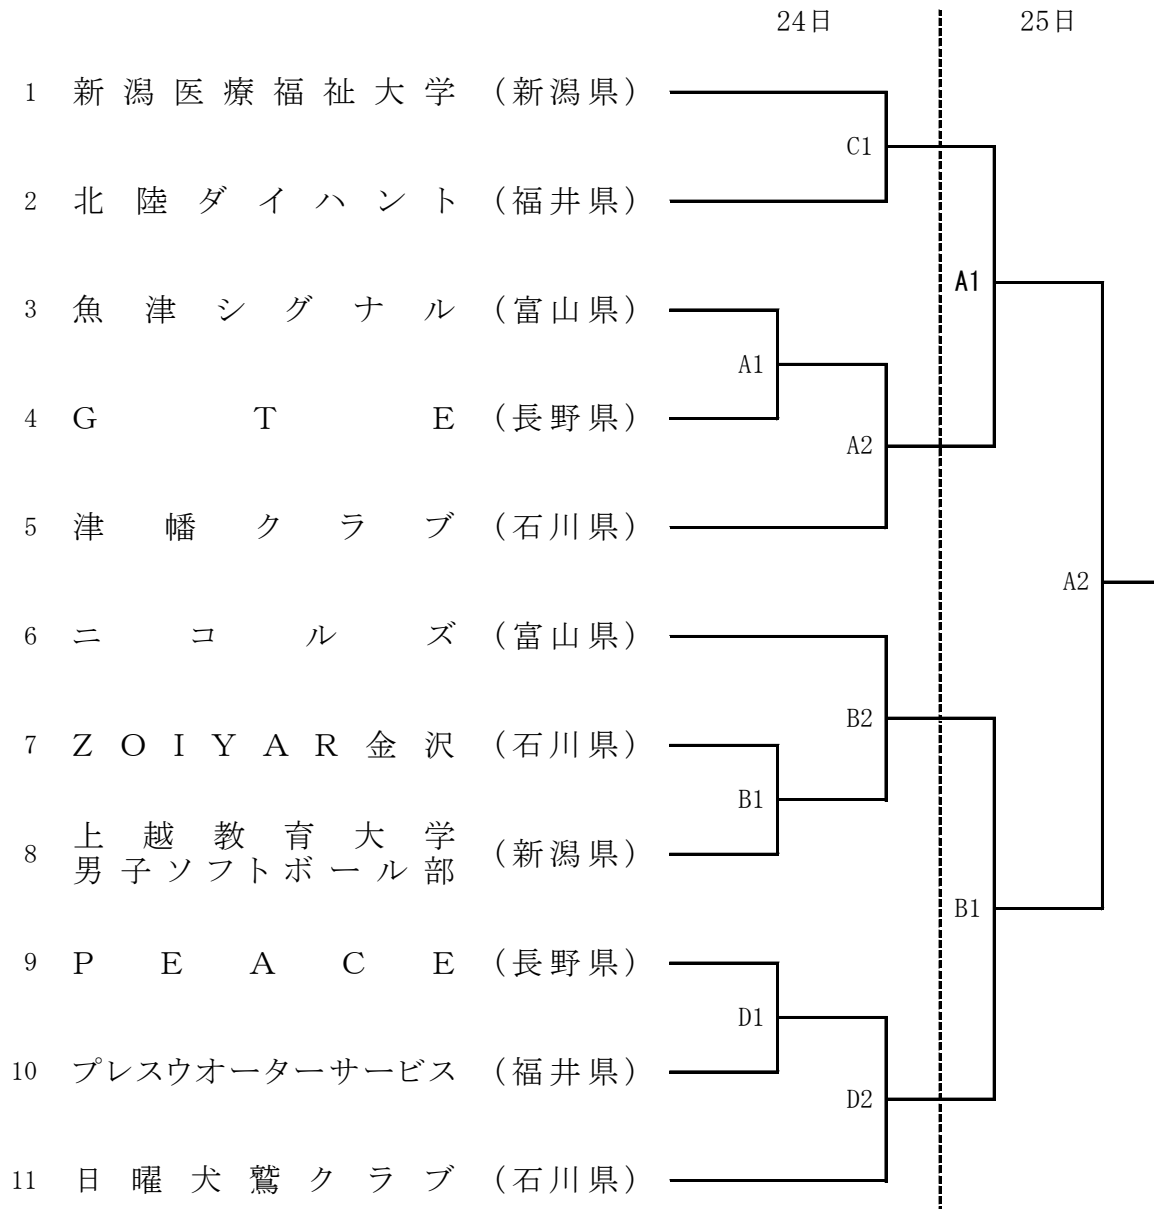 24日 25日
1 新潟医療福祉大学 (新潟県)
C1
2 北陸ダイハント (福井県)
3 魚津シグナル (富山県)
A1
A1
4 GTE (長野県)
A2
5 津幡クラブ (石川県)
A2
6 ニコルズ (富山県)
B2
7 ZOIYAR金沢 (石川県)
B1
8 上越教育大学
男子ソフトボール部 (新潟県)
B1
9 PEACE (長野県)
D1
10 プレスウオーターサービス (福井県)
D2
11 日曜犬鷲クラブ (石川県)